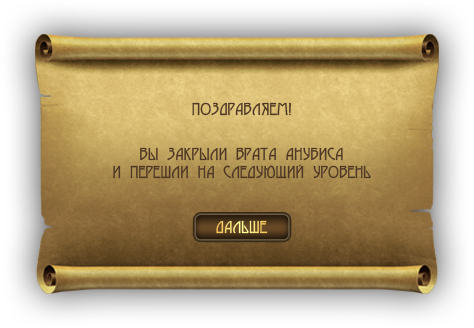 ПОЗДРАВЛЯЕМ!
ВЫ ЗАКРЫЛИ ВРАТА АНУБИСА
И ПЕРЕШЛИ НА СЛЕДУЮЩИЙ УРОВЕНЬ
ДАЛЬШЕ